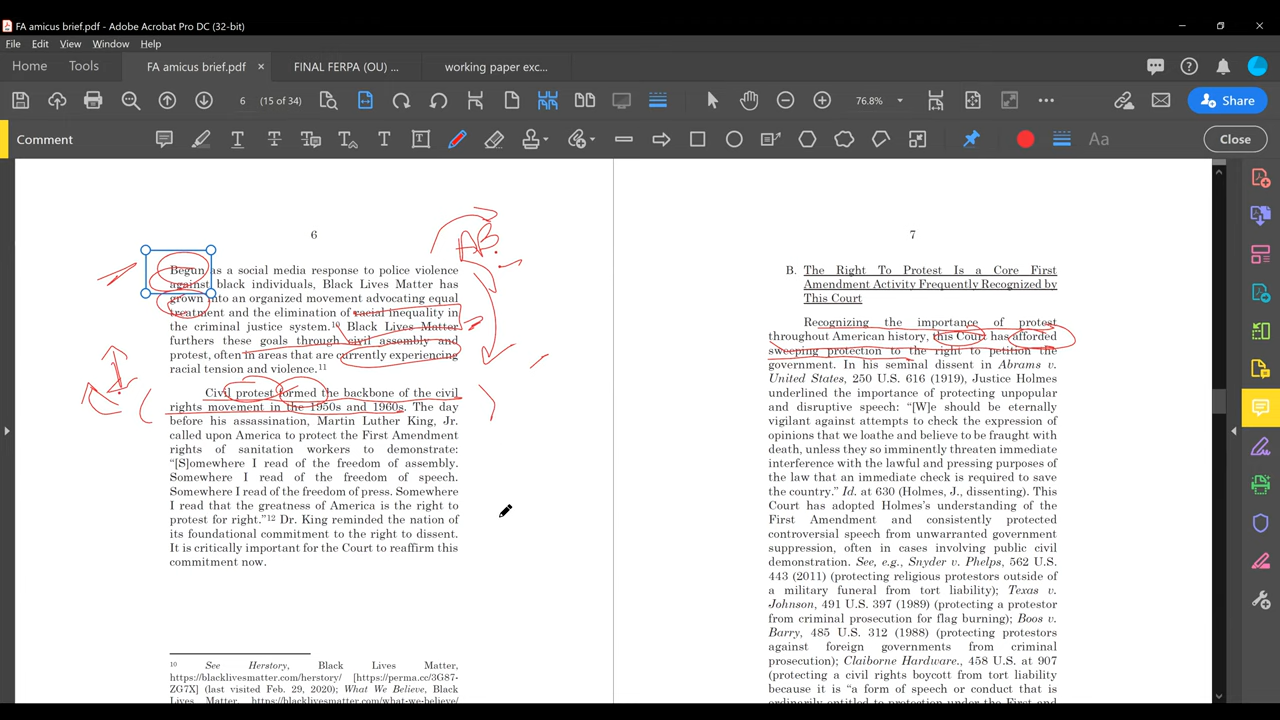 FA amicus brief.pdf - Adobe Acrobat Pro DC (32-bit)
File Edit View Window Help
Home Tools FA amicus brief.pdf × FINAL FERPA (OU) ... working paper exc...
6 (15 of 34) 76.8% Share
Comment Aa Close
6
Begun as a social media response to police violence
against black individuals, Black Lives Matter has
grown into an organized movement advocating equal
treatment and the elimination of racial inequality in
the criminal justice system.10 Black Lives Matter
furthers these goals through civil assembly and
protest, often in areas that are currently experiencing
racial tension and violence.11
Civil protest formed the backbone of the civil
rights movement in the 1950s and 1960s. The day
before his assassination, Martin Luther King, Jr.
called upon America to protect the First Amendment
rights of sanitation workers to demonstrate:
“[S]omewhere I read of the freedom of assembly.
Somewhere I read of the freedom of speech.
Somewhere I read of the freedom of press. Somewhere
I read that the greatness of America is the right to
protest for right.”12 Dr. King reminded the nation of
its foundational commitment to the right to dissent.
It is critically important for the Court to reaffirm this
commitment now.
10 See Herstory, Black Lives Matter,
https://blacklivesmatter.com/herstory/ [https://perma.cc/3G87-
ZG7X] (last visited Feb. 29, 2020); What We Believe, Black
Lives Matter, https://blacklivesmatter.com/what-we-believe/
AB
7
B. The Right To Protest Is a Core First
Amendment Activity Frequently Recognized by
This Court
Recognizing the importance of protest
throughout American history, this Court has afforded
sweeping protection to the right to petition the
government. In his seminal dissent in Abrams v.
United States, 250 U.S. 616 (1919), Justice Holmes
underlined the importance of protecting unpopular
and disruptive speech: “[W]e should be eternally
vigilant against attempts to check the expression of
opinions that we loathe and believe to be fraught with
death, unless they so imminently threaten immediate
interference with the lawful and pressing purposes of
the law that an immediate check is required to save
the country.” Id. at 630 (Holmes, J., dissenting). This
Court has adopted Holmes’s understanding of the
First Amendment and consistently protected
controversial speech from unwarranted government
suppression, often in cases involving public civil
demonstration. See, e.g., Snyder v. Phelps, 562 U.S.
443 (2011) (protecting religious protestors outside of
a military funeral from tort liability); Texas v.
Johnson, 491 U.S. 397 (1989) (protecting a protestor
from criminal prosecution for flag burning); Boos v.
Barry, 485 U.S. 312 (1988) (protecting protestors
against foreign governments from criminal
prosecution); Claiborne Hardware., 458 U.S. at 907
(protecting a civil rights boycott from tort liability
because it is “a form of speech or conduct that is
ordinarily entitled to protection under the First and